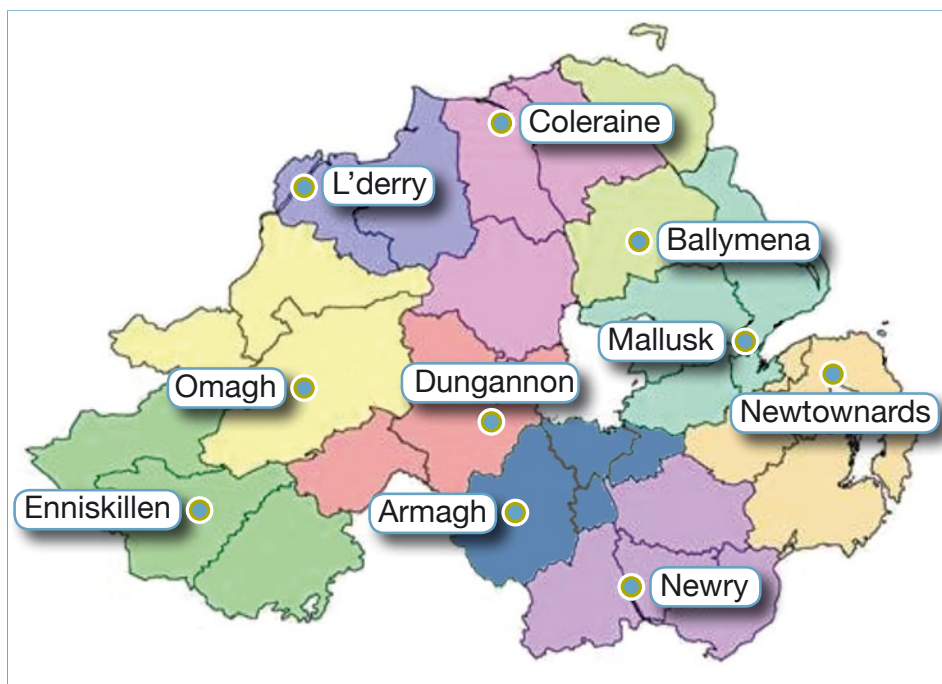 Coleraine
L'derry
Ballymena
Mallusk
Omagh
Dungannon
Newtownards
Enniskillen
Armagh
Newry